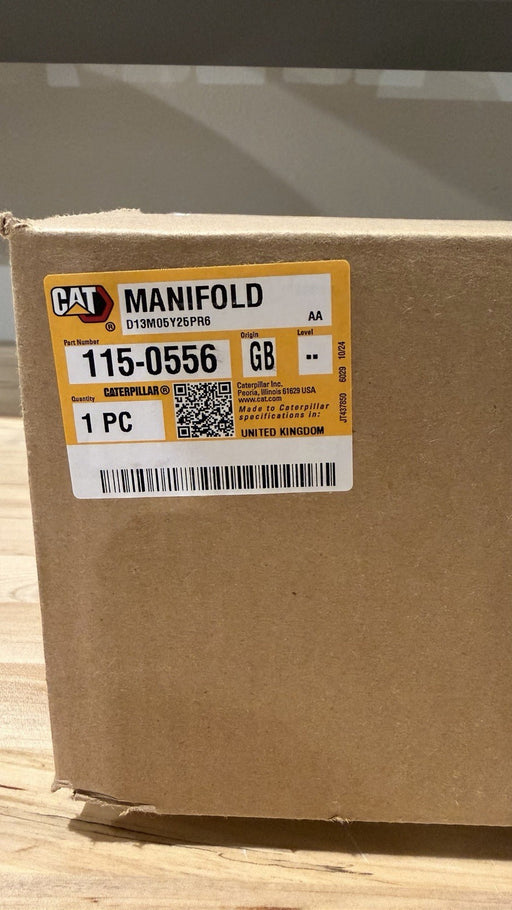 CAT
®
MANIFOLD
D13M05Y25PR6
AA
Part Number
115-0556
Origin
GB
Level
--
Quantity
1 PC
CATERPILLAR®
Caterpillar Inc.
Peoria, Illinois 61629 USA
www.cat.com
Made to Caterpillar
specifications in:
UNITED KINGDOM
JT437650 6029 10/24